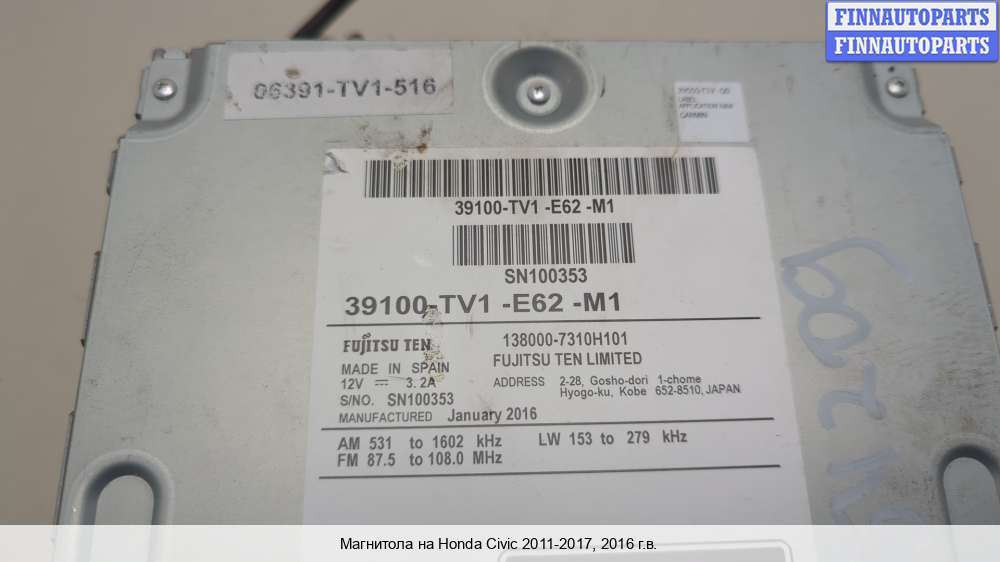 FINNAUTOPARTS
FINNAUTOPARTS
06391-TV1-516
LABEL
GARMIN
39100-TV1 -E62 -M1
SN100353
39100-TV1 -E62 -M1
FUJITSU TEN
138000-7310H101
FUJITSU TEN LIMITED
MADE IN SPAIN
12V 3.2A
ADDRESS 2-28, Gosho-dori 1-chome
Hyogo-ku, Kobe 652-8510, JAPAN
S/NO. SN100353
MANUFACTURED January 2016
AM 531 to 1602 kHz LW 153 to 279 kHz
FM 87.5 to 108.0 MHz
Магнитола на Honda Civic 2011-2017, 2016 г.в.